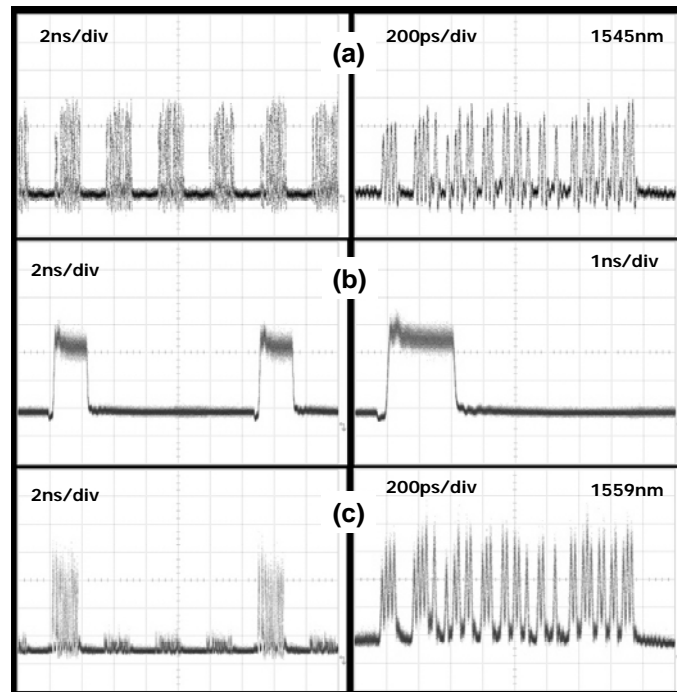 2ns/div
(a)
200ps/div
1545nm
2ns/div
(b)
1ns/div
2ns/div
(c)
200ps/div
1559nm